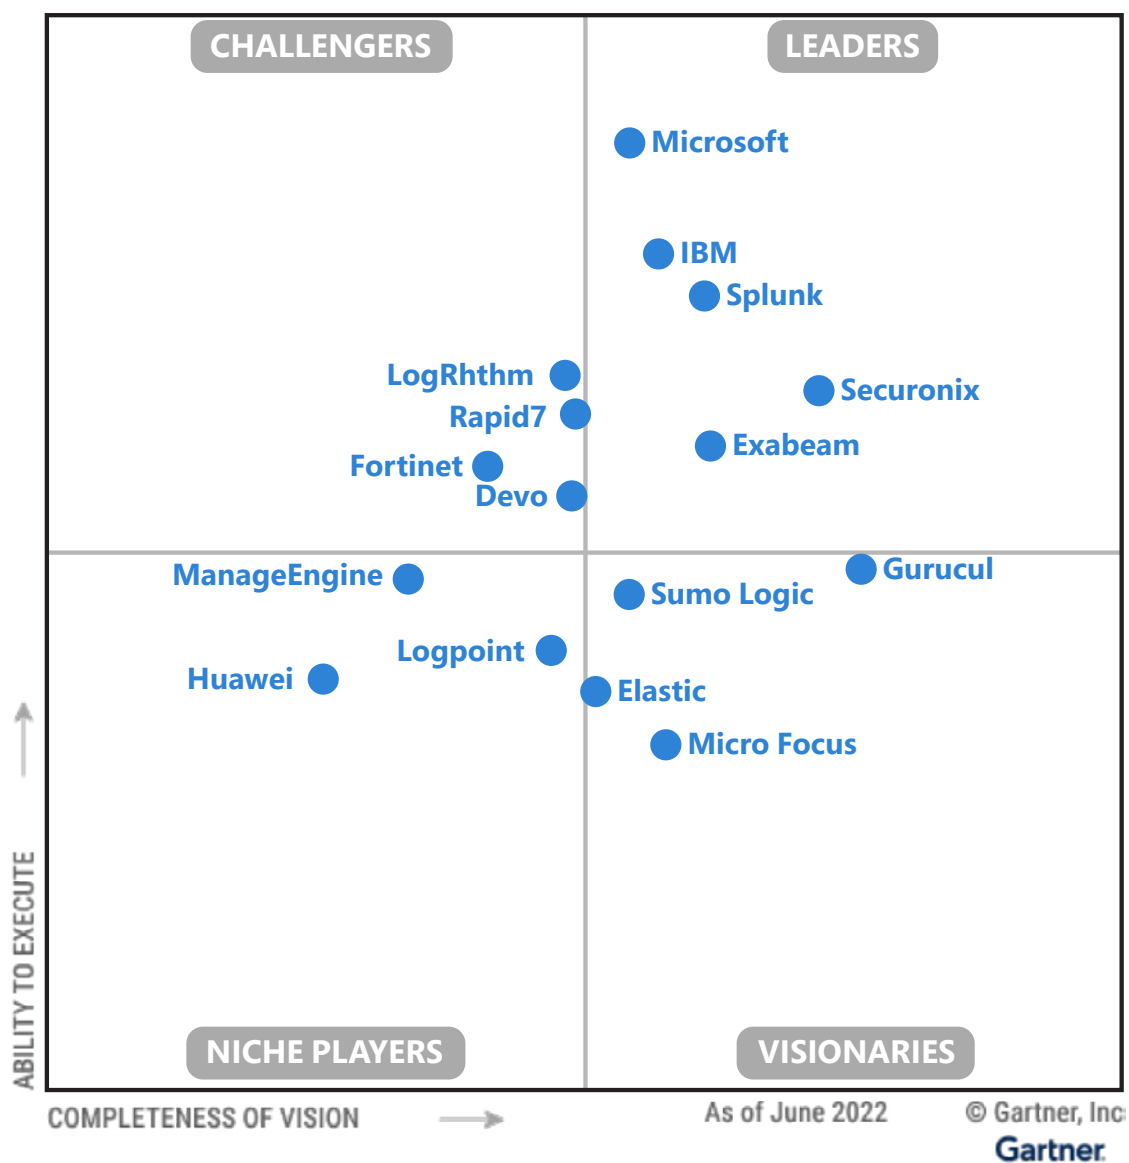 CHALLENGERS
LEADERS
Microsoft
IBM
Splunk
LogRhthm
Securonix
Rapid7
Exabeam
Fortinet
Devo
ManageEngine
Gurucul
Sumo Logic
Logpoint
Huawei
Elastic
Micro Focus
ABILITY TO EXECUTE
NICHE PLAYERS
VISIONARIES
COMPLETENESS OF VISION
As of June 2022
© Gartner, Inc
Gartner.